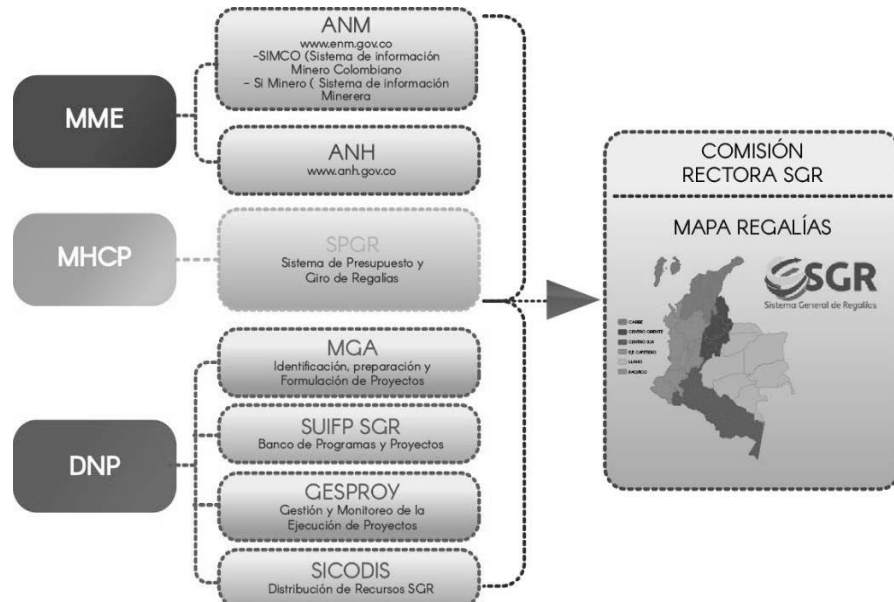 MME
ANM
www.enm.gov.co
-SIMCO (Sistema de información
Minero Colombiano
- Si Minero ( Sistema de información
Minerera
ANH
www.anh.gov.co
MHCP
SPGR
Sistema de Presupuesto y
Giro de Regalías
DNP
MGA
Identificación, preparación y
Formulación de Proyectos
SUIFP SGR
Banco de Programas y Proyectos
GESPROY
Gestión y Monitoreo de la
Ejecución de Proyectos
SICODIS
Distribución de Recursos SGR
COMISIÓN
RECTORA SGR
MAPA REGALÍAS
SGR
Sistema General de Regalías
CARIBE
CENTRO ORIENTE
CENTRO SUR
EJE CAFETERO
LLANO
PACIFICO